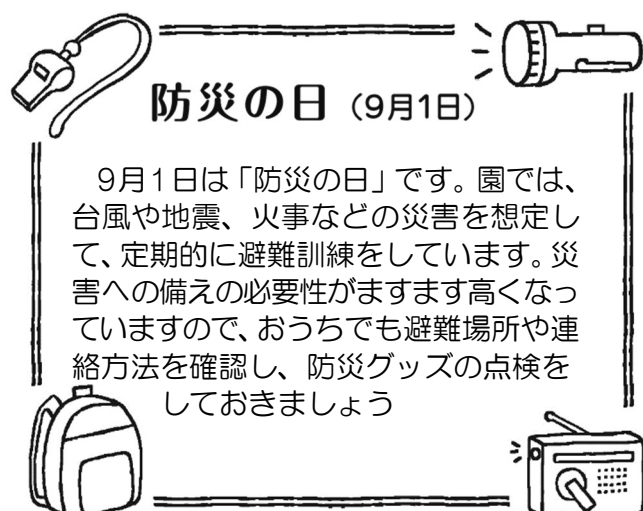 防災の日（9月1日）
9月1日は「防災の日」です。園では、
台風や地震、火事などの災害を想定し
て、定期的に避難訓練をしています。災
害への備えの必要性がますます高くなっ
ていますので、おうちでも避難場所や連
絡方法を確認し、防災グッズの点検を
しておきましょう